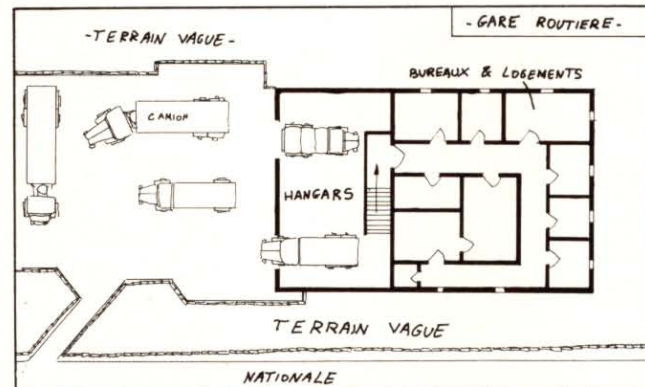 - GARE ROUTIERE -
- TERRAIN VAGUE -
BUREAUX & LOGEMENTS
CAMION
HANGARS
TERRAIN VAGUE
NATIONALE